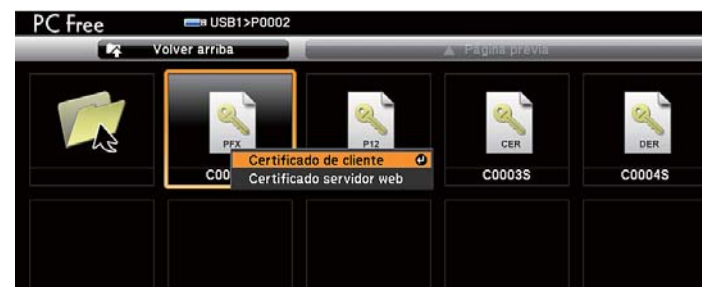 PC Free
USB1>P0002
Volver arriba
Página previa
PFX
P12
CER
DER
Certificado de cliente
Certificado servidor web
C00
C0003S
C0004S